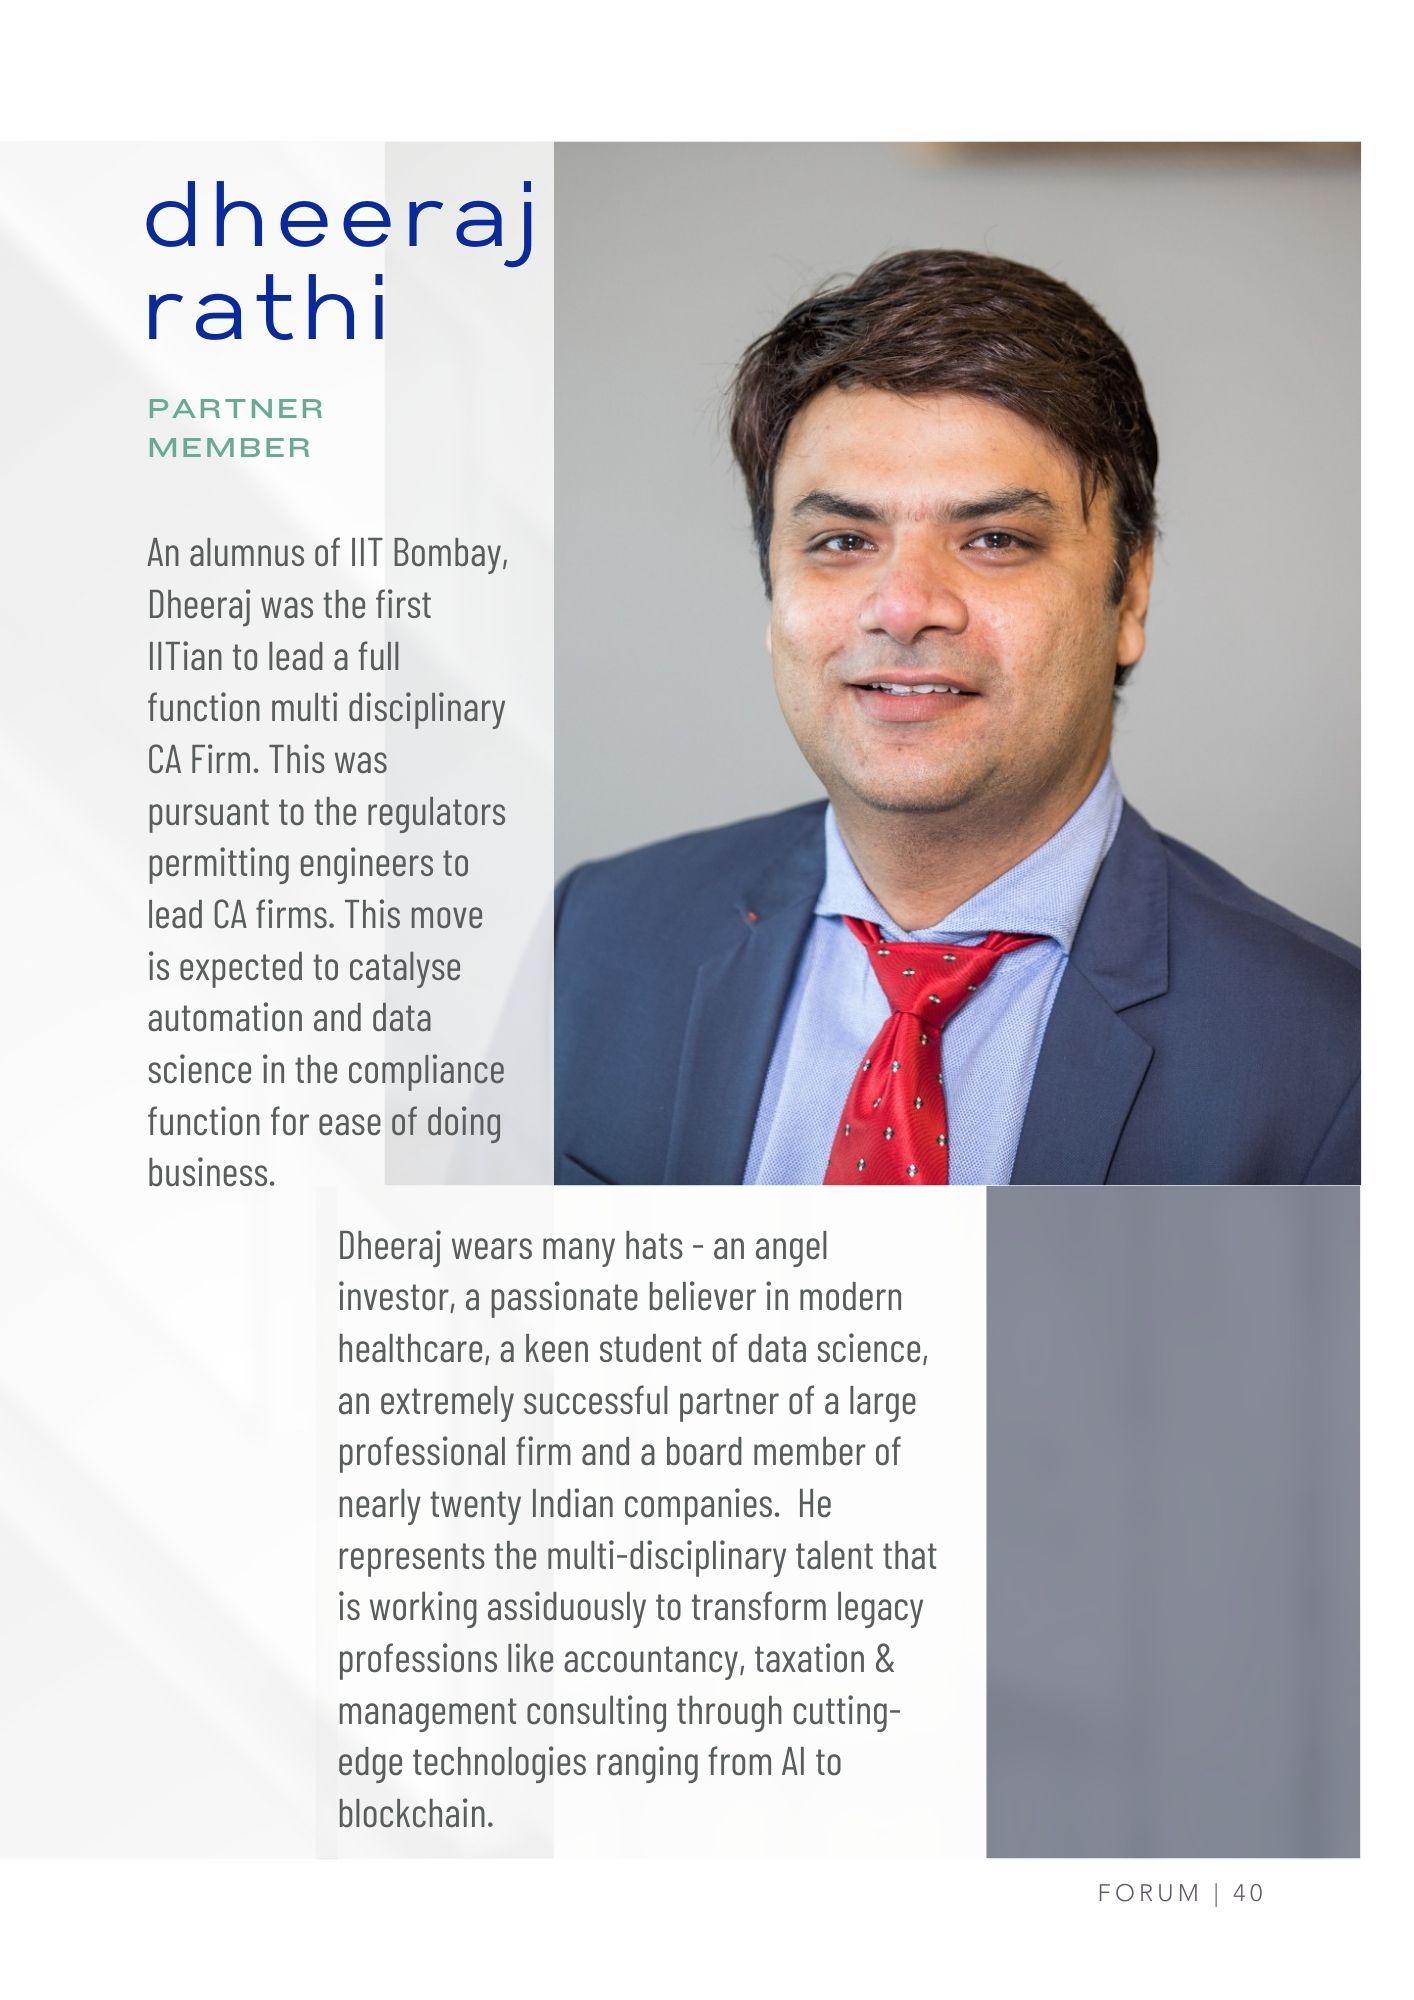 dheeraj
rathi
PARTNER
MEMBER
An alumnus of IIT Bombay,
Dheeraj was the first
IITian to lead a full
function multi disciplinary
CA Firm. This was
pursuant to the regulators
permitting engineers to
lead CA firms. This move
is expected to catalyse
automation and data
science in the compliance
function for ease of doing
business.
Dheeraj wears many hats - an angel
investor, a passionate believer in modern
healthcare, a keen student of data science,
an extremely successful partner of a large
professional firm and a board member of
nearly twenty Indian companies.  He
represents the multi-disciplinary talent that
is working assiduously to transform legacy
professions like accountancy, taxation &
management consulting through cutting-
edge technologies ranging from AI to
blockchain.
FORUM | 40